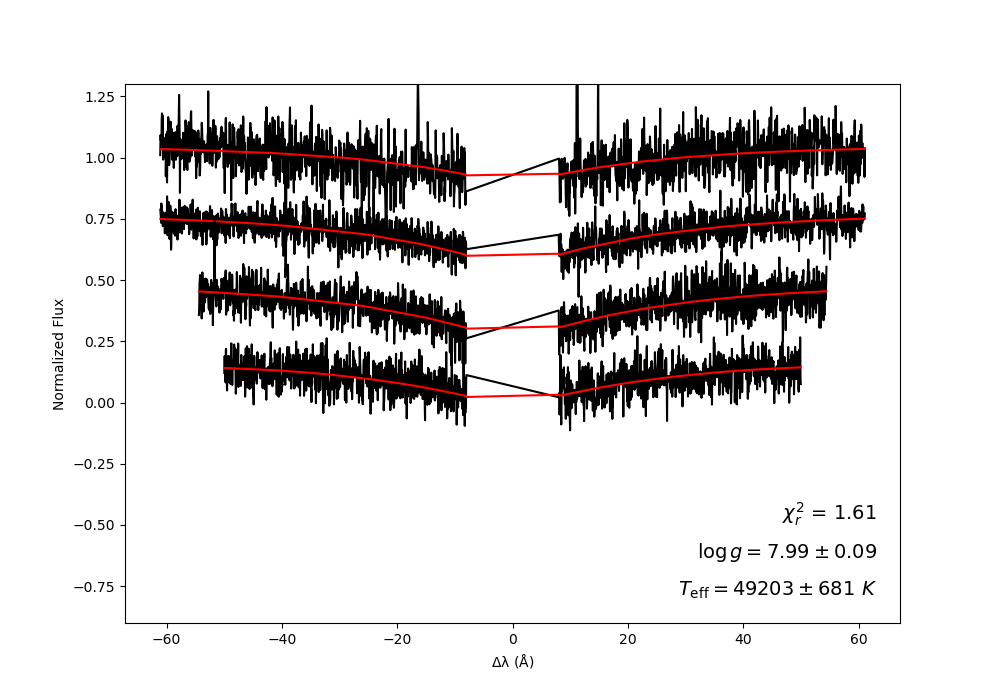 1.25
1.00
0.75
0.50
0.25
0.00
−0.25
−0.50
−0.75
Normalized Flux
χ²ᵣ = 1.61
log g = 7.99 ± 0.09
T_eff = 49203 ± 681 K
−60 −40 −20 0 20 40 60
Δλ (Å)